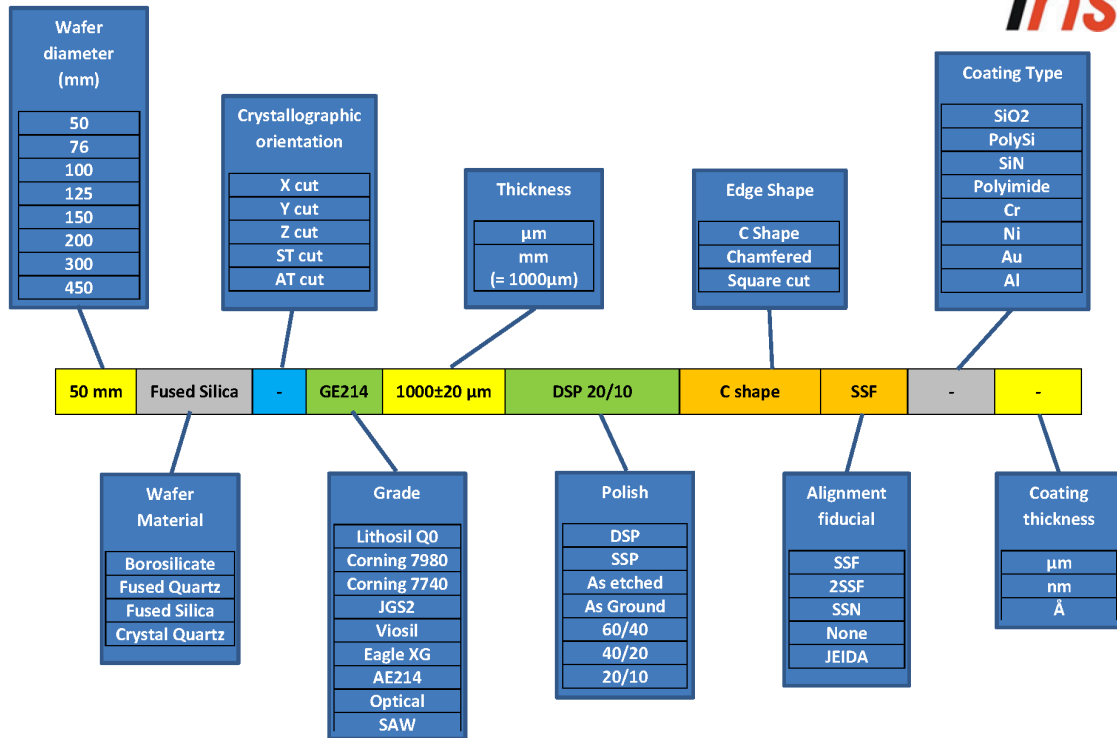 Wafer
diameter
(mm)
50
76
100
125
150
200
300
450
Crystallographic
orientation
X cut
Y cut
Z cut
ST cut
AT cut
Thickness
µm
mm
(= 1000µm)
Edge Shape
C Shape
Chamfered
Square cut
Coating Type
SiO2
PolySi
SiN
Polyimide
Cr
Ni
Au
Al
50 mm
Fused Silica
-
GE214
1000±20 µm
DSP 20/10
C shape
SSF
-
-
Wafer
Material
Borosilicate
Fused Quartz
Fused Silica
Crystal Quartz
Grade
Lithosil Q0
Corning 7980
Corning 7740
JGS2
Viosil
Eagle XG
AE214
Optical
SAW
Polish
DSP
SSP
As etched
As Ground
60/40
40/20
20/10
Alignment
fiducial
SSF
2SSF
SSN
None
JEIDA
Coating
thickness
µm
nm
Å